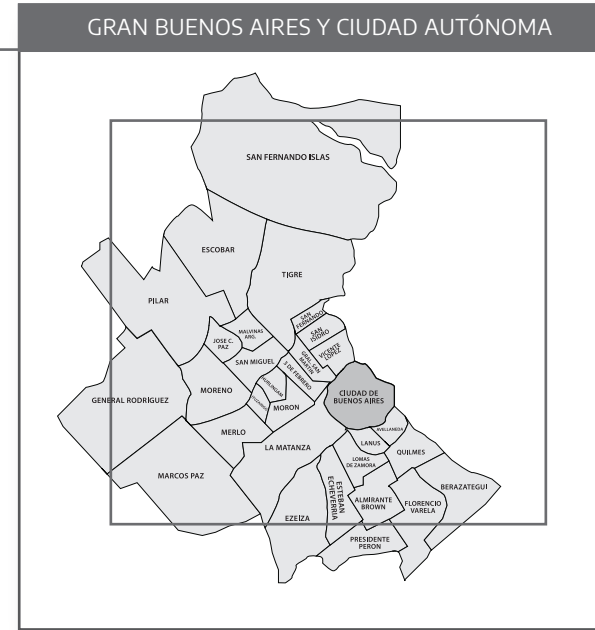 GRAN BUENOS AIRES Y CIUDAD AUTÓNOMA
SAN FERNANDO ISLAS
ESCOBAR
TIGRE
PILAR
SAN
FERNANDO
SAN
ISIDRO
VICENTE
LOPEZ
MALVINAS
ARG.
JOSE C.
PAZ
GRAL. SAN
MARTIN
SAN MIGUEL
3 DE FEBRERO
HURLINGAM
ITUZAINGO
MORENO
MORON
GENERAL RODRÍGUEZ
CIUDAD DE
BUENOS AIRES
MERLO
AVELLANEDA
LA MATANZA
LANUS
QUILMES
LOMAS
DE ZAMORA
MARCOS PAZ
ESTEBAN
ECHEVERRIA
BERAZATEGUI
ALMIRANTE
BROWN
FLORENCIO
VARELA
EZEIZA
PRESIDENTE
PERON